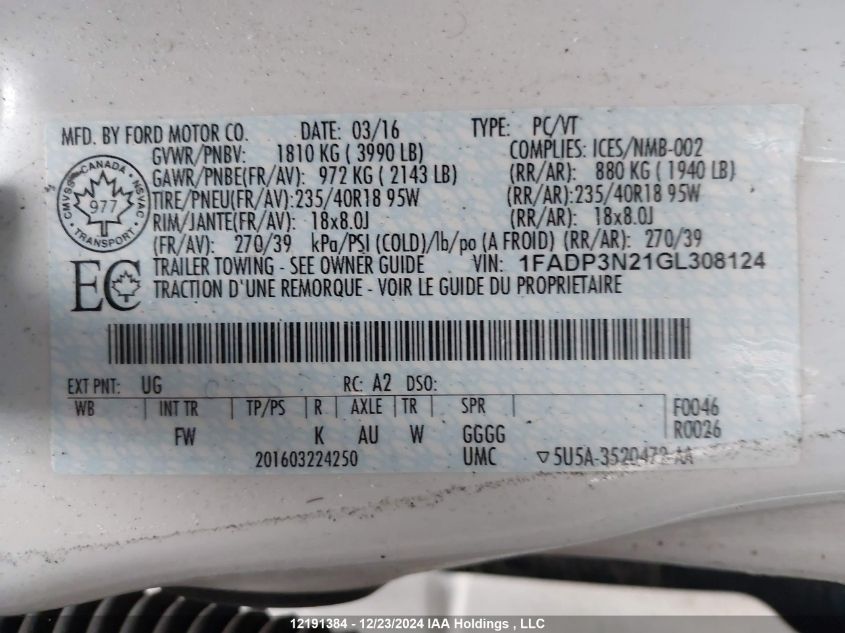 MFD. BY FORD MOTOR CO. DATE: 03/16 TYPE: PC/VT
GVWR/PNBV: 1810 KG ( 3990 LB) COMPLIES: ICES/NMB-002
GAWR/PNBE(FR/AV): 972 KG ( 2143 LB) (RR/AR): 880 KG ( 1940 LB)
TIRE/PNEU(FR/AV):235/40R18 95W (RR/AR): 235/40R18 95W
RIM/JANTE(FR/AV): 18x8.0J (RR/AR): 18x8.0J
(FR/AV): 270/39 kPa/PSI (COLD)/lb/po (A FROID) (RR/AR): 270/39
TRAILER TOWING - SEE OWNER GUIDE VIN: 1FADP3N21GL308124
TRACTION D'UNE REMORQUE - VOIR LE GUIDE DU PROPRIETAIRE
CANADA
CMVSS 977 NSVAC
TRANSPORT
EC
EXT PNT: UG RC: A2 DSO:
WB INT TR TP/PS R AXLE TR SPR F0046
FW K AU W GGGG R0026
201603224250 UMC ▽5U5A-3520472-AA
12191384 - 12/23/2024 IAA Holdings , LLC